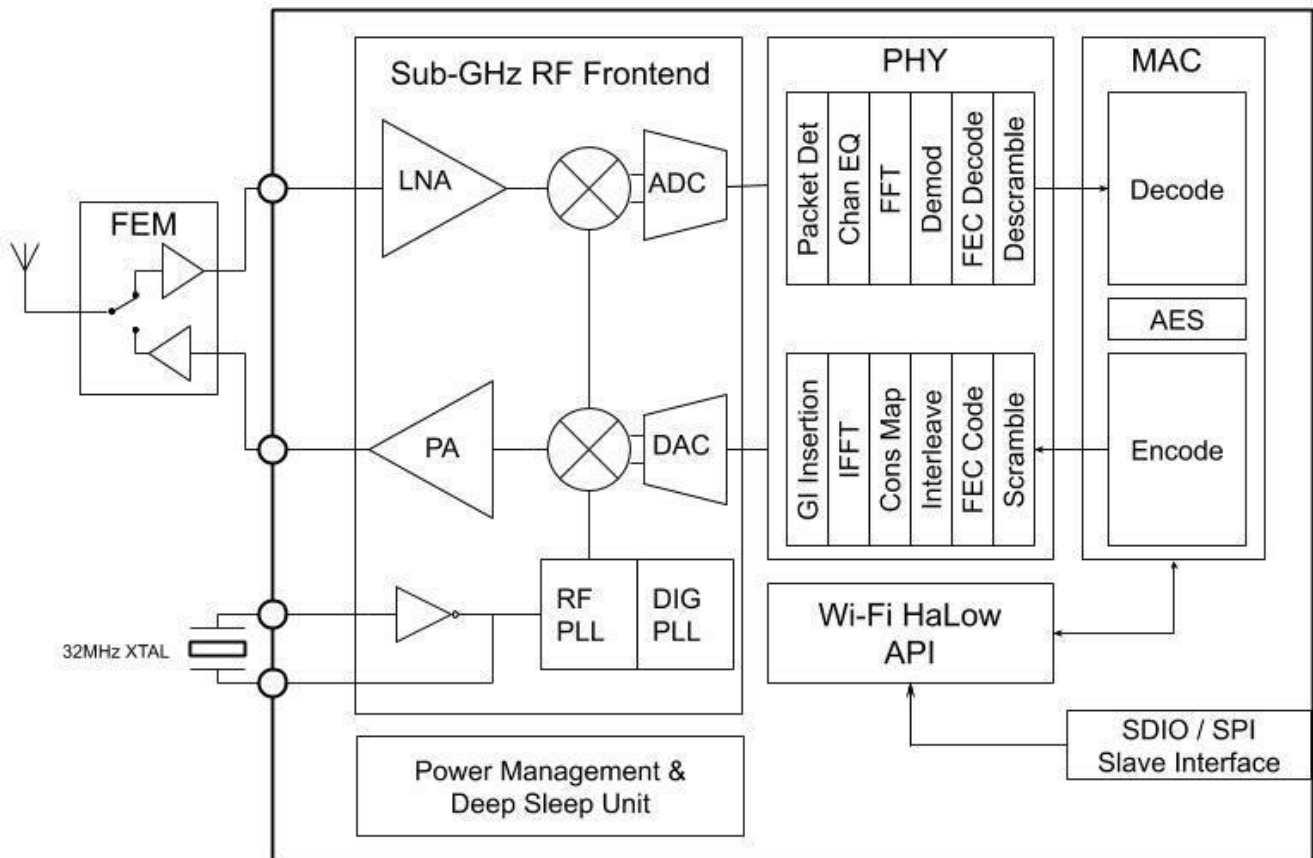 Sub-GHz RF Frontend
PHY
MAC
LNA
ADC
Packet Det
Chan EQ
FFT
Demod
FEC Decode
Descramble
Decode
FEM
AES
PA
DAC
GI Insertion
IFFT
Cons Map
Interleave
FEC Code
Scramble
Encode
RF
PLL
DIG
PLL
32MHz XTAL
Wi-Fi HaLow
API
SDIO / SPI
Slave Interface
Power Management &
Deep Sleep Unit